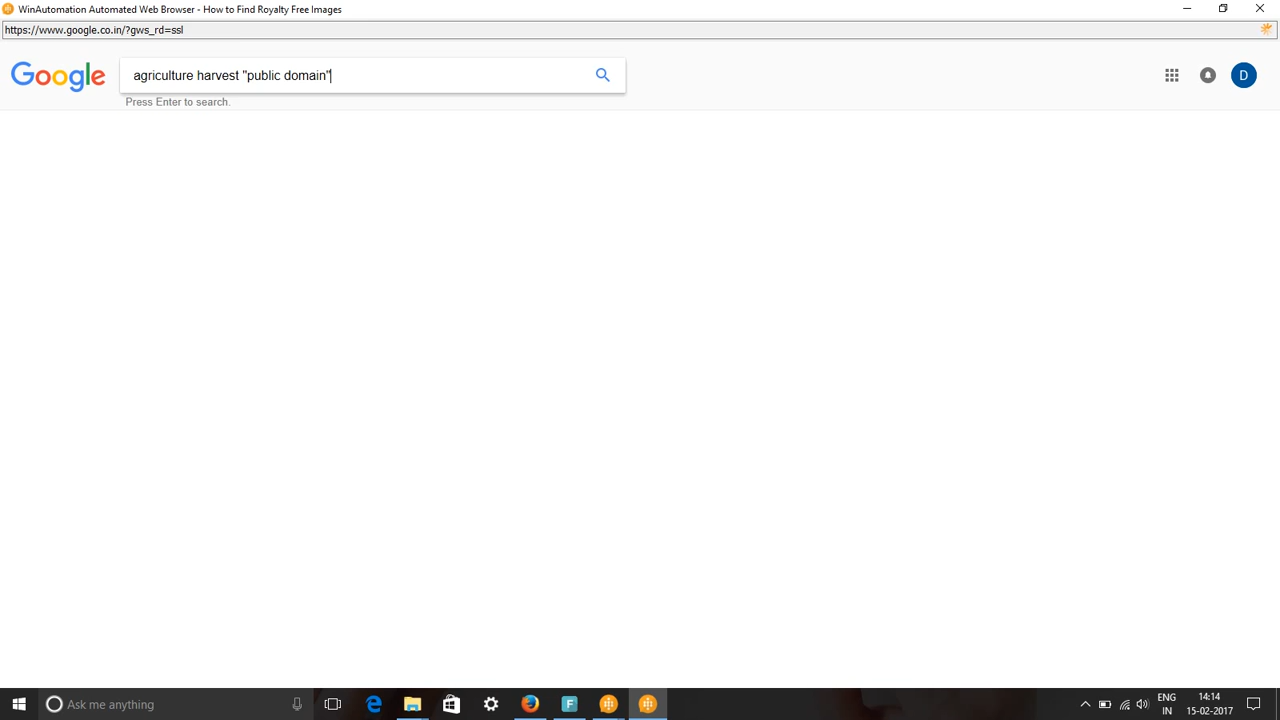 WinAutomation Automated Web Browser - How to Find Royalty Free Images
https://www.google.co.in/?gws_rd=ssl
Google agriculture harvest "public domain" D
Press Enter to search.
Ask me anything
ENG
IN
14:14
15-02-2017